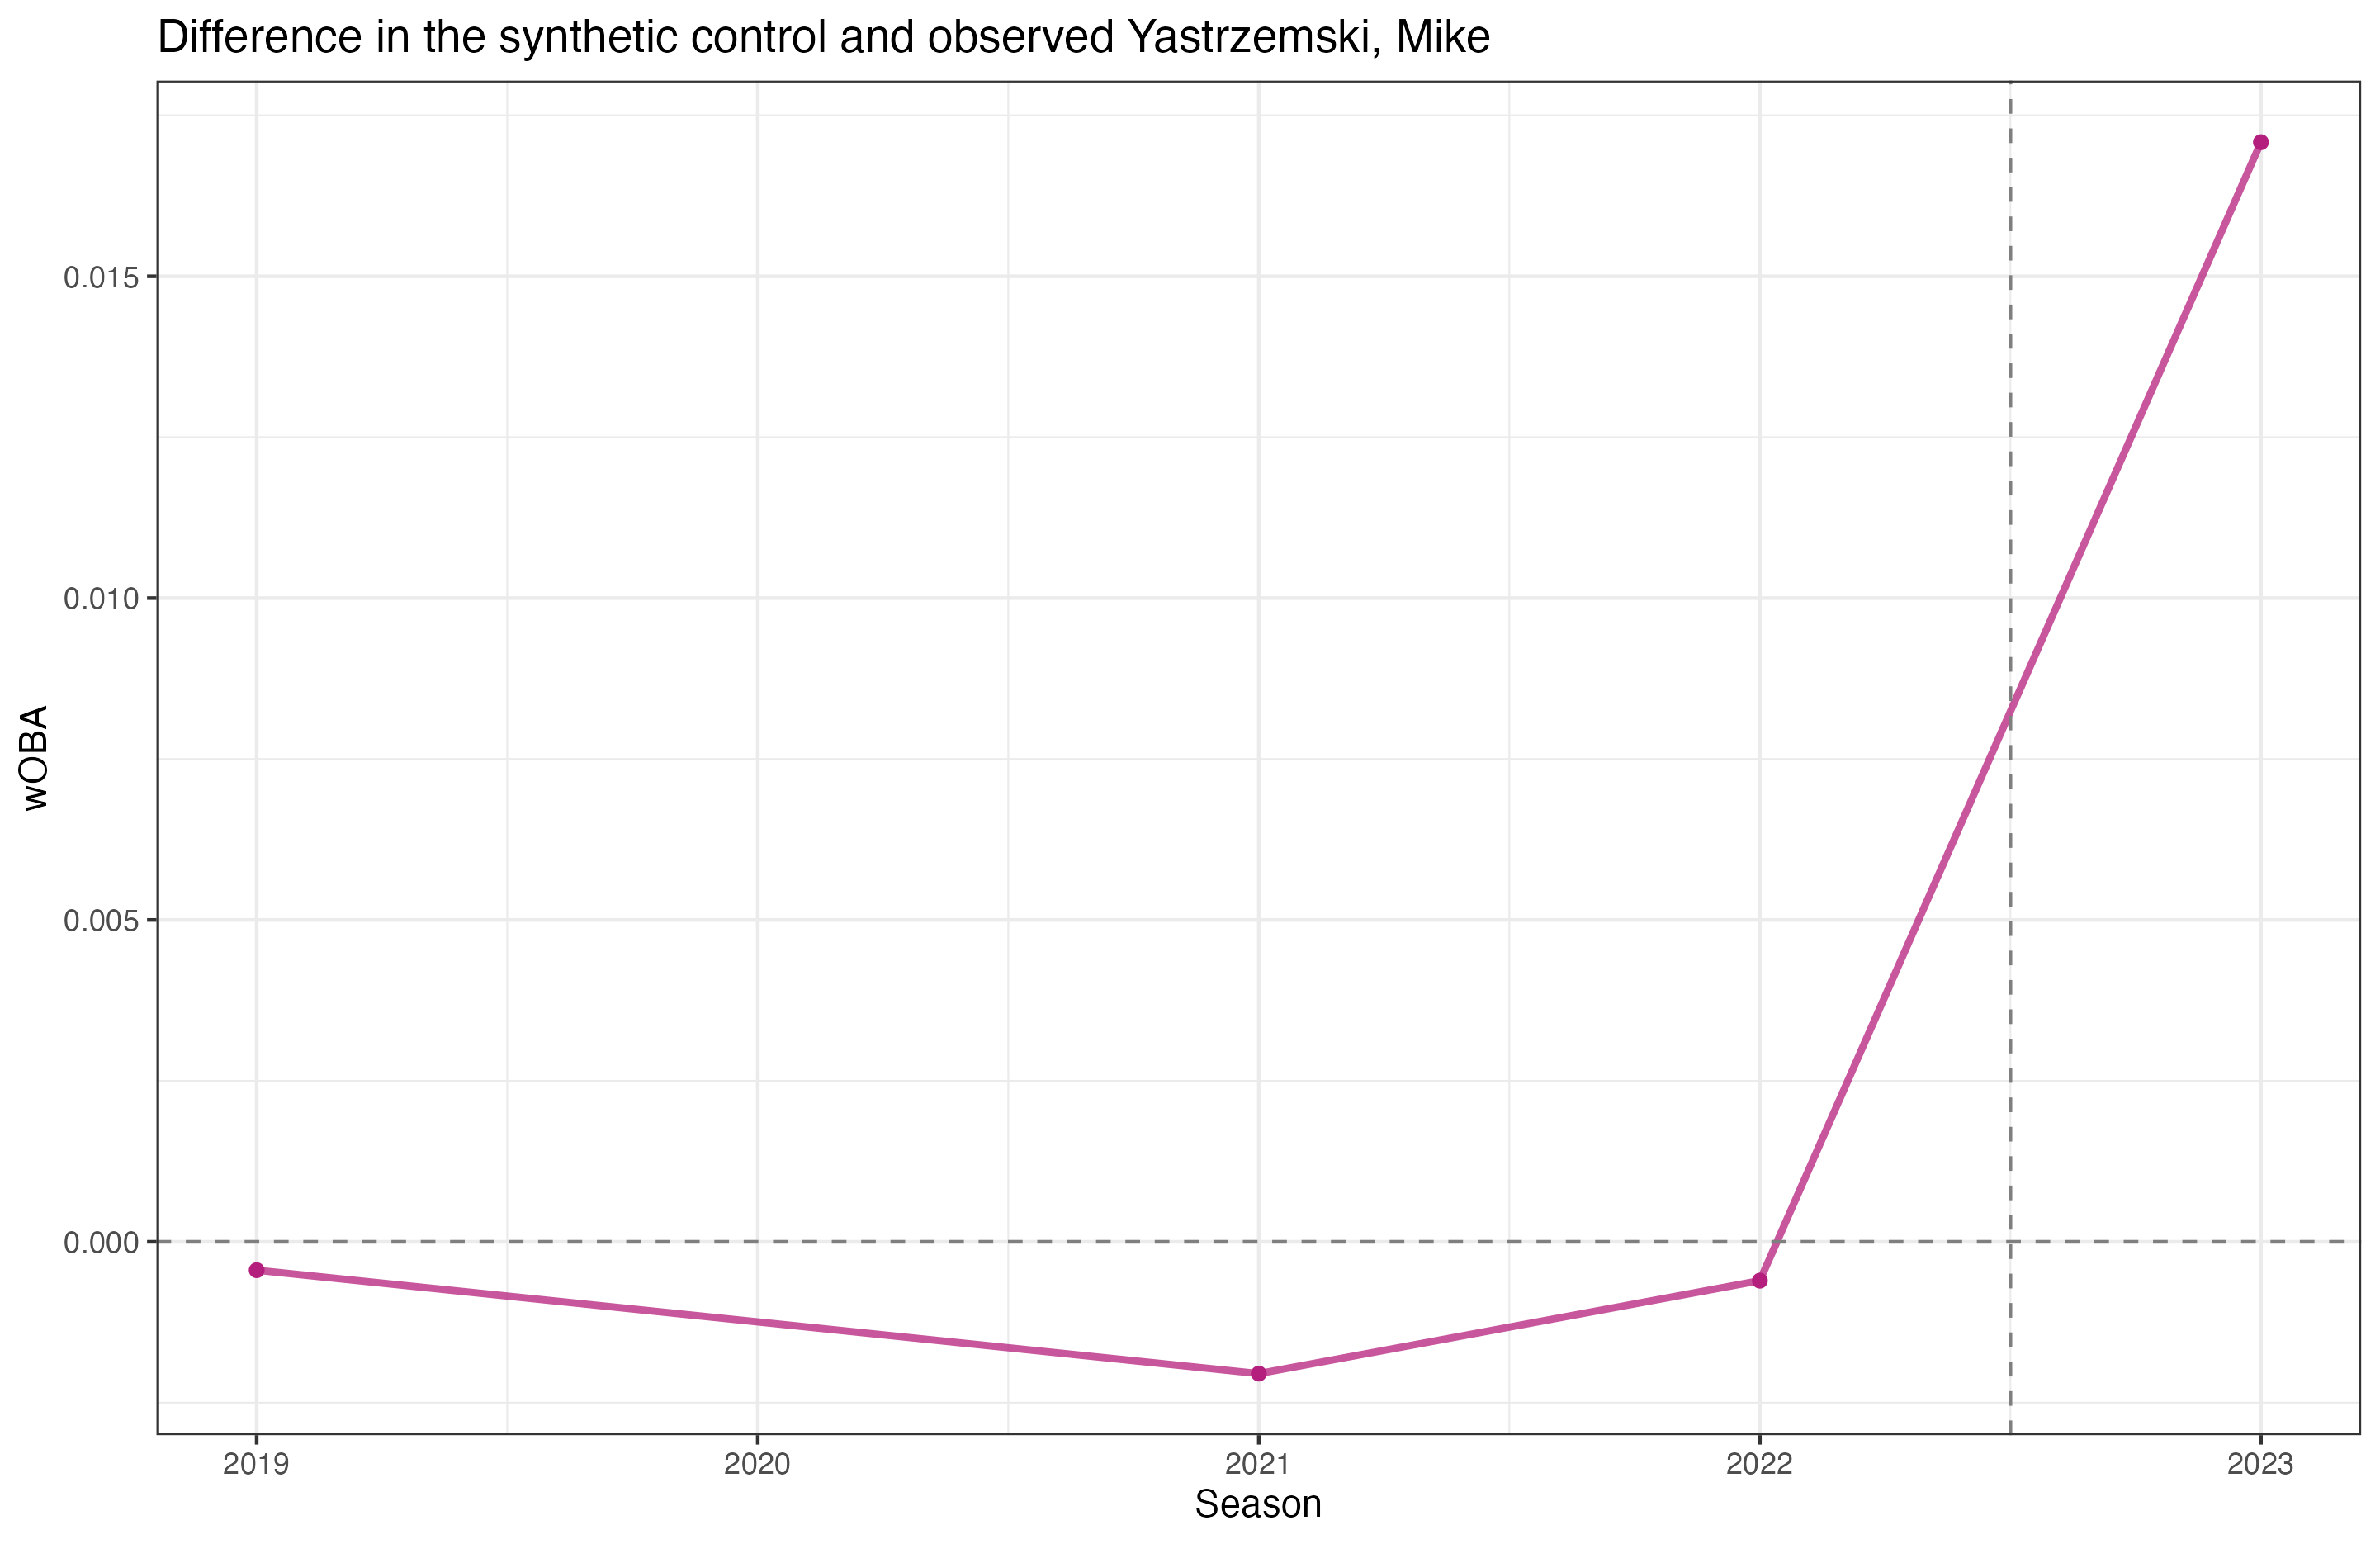 Difference in the synthetic control and observed Yastrzemski, Mike
wOBA
0.015
0.010
0.005
0.000
2019 2020 2021 2022 2023
Season